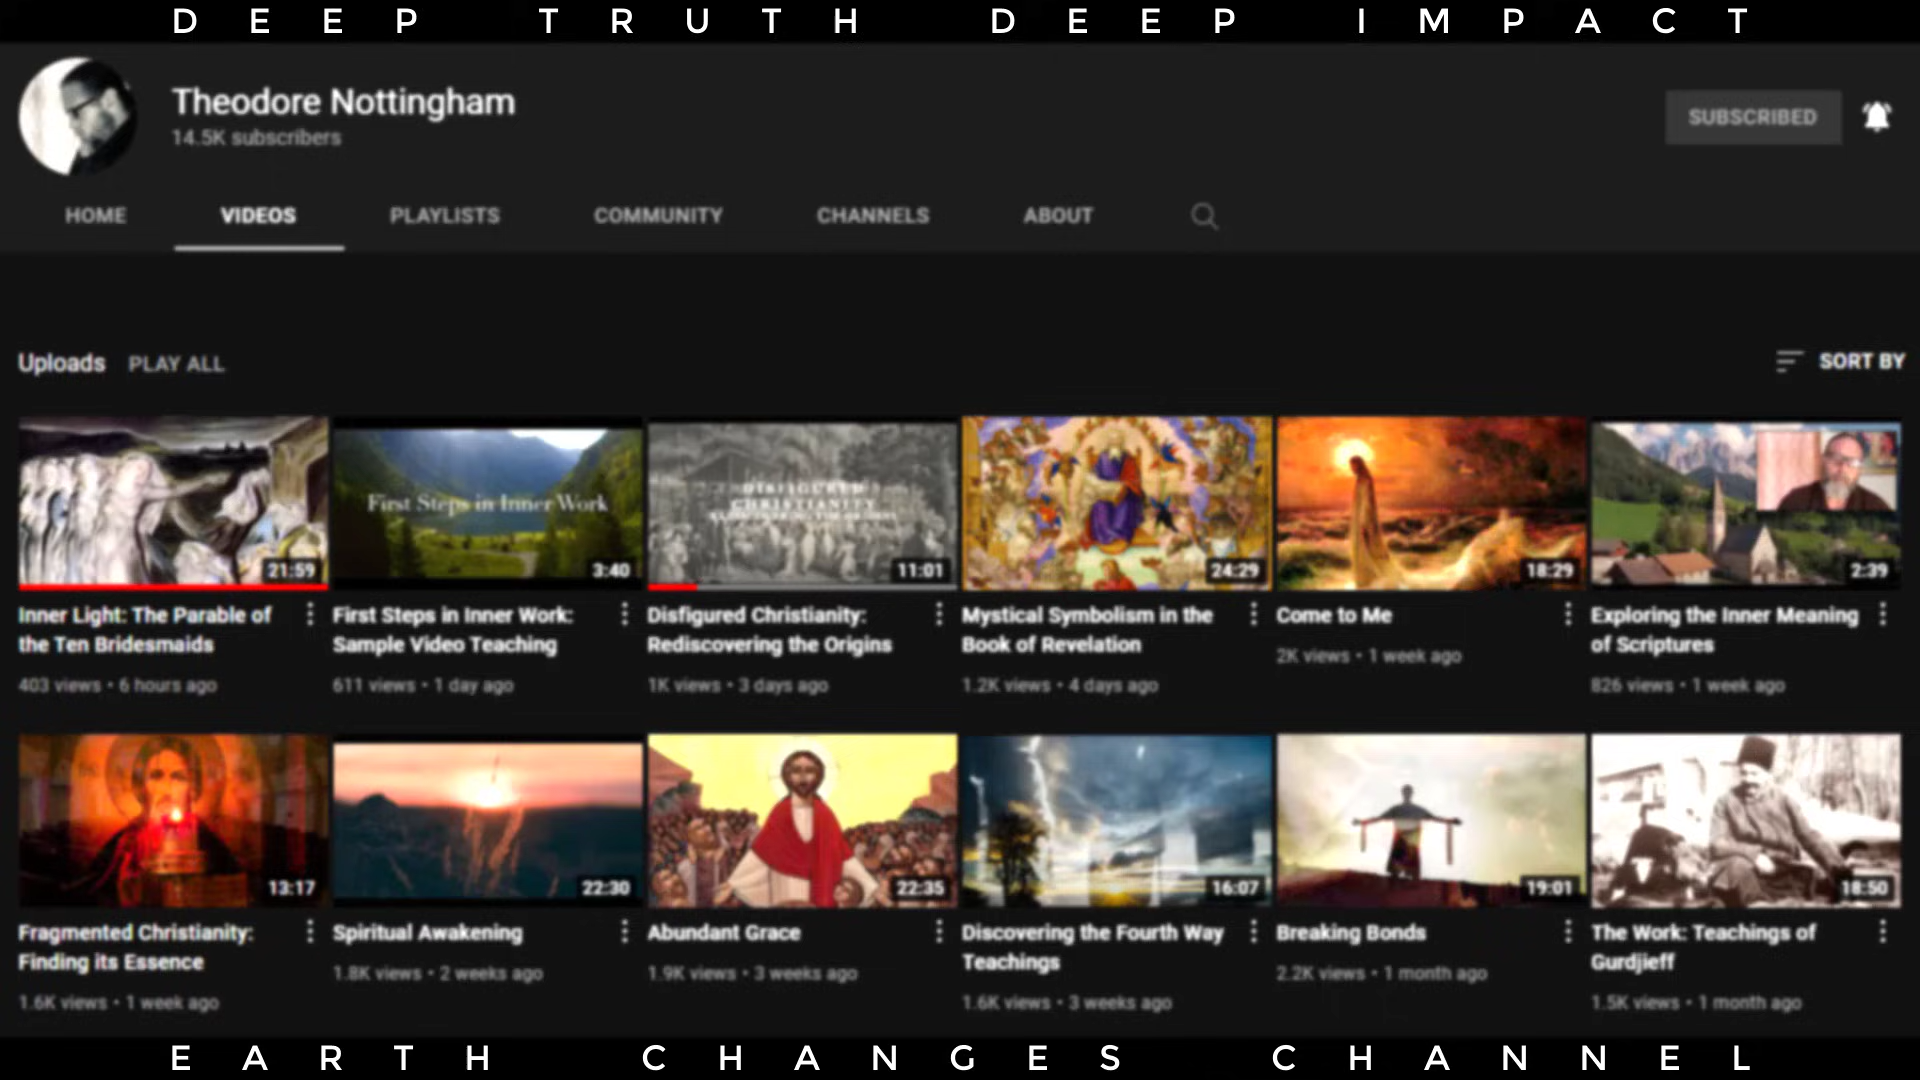 DEEP TRUTH DEEP IMPACT
Theodore Nottingham
14.5K subscribers
SUBSCRIBED
HOME VIDEOS PLAYLISTS COMMUNITY CHANNELS ABOUT
Uploads PLAY ALL SORT BY
First Steps in Inner Work
DISFIGURED
CHRISTIANITY
21:59 3:40 11:01 24:29 18:29 2:39
Inner Light: The Parable of
the Ten Bridesmaids
403 views • 6 hours ago
First Steps in Inner Work:
Sample Video Teaching
611 views • 1 day ago
Disfigured Christianity:
Rediscovering the Origins
1K views • 3 days ago
Mystical Symbolism in the
Book of Revelation
1.2K views • 4 days ago
Come to Me
2K views • 1 week ago
Exploring the Inner Meaning
of Scriptures
826 views • 1 week ago
13:17 22:30 22:35 16:07 19:01 18:50
Fragmented Christianity:
Finding its Essence
1.6K views • 1 week ago
Spiritual Awakening
1.8K views • 2 weeks ago
Abundant Grace
1.9K views • 3 weeks ago
Discovering the Fourth Way
Teachings
1.6K views • 3 weeks ago
Breaking Bonds
2.2K views • 1 month ago
The Work: Teachings of
Gurdjieff
1.5K views • 1 month ago
EARTH CHANGES CHANNEL